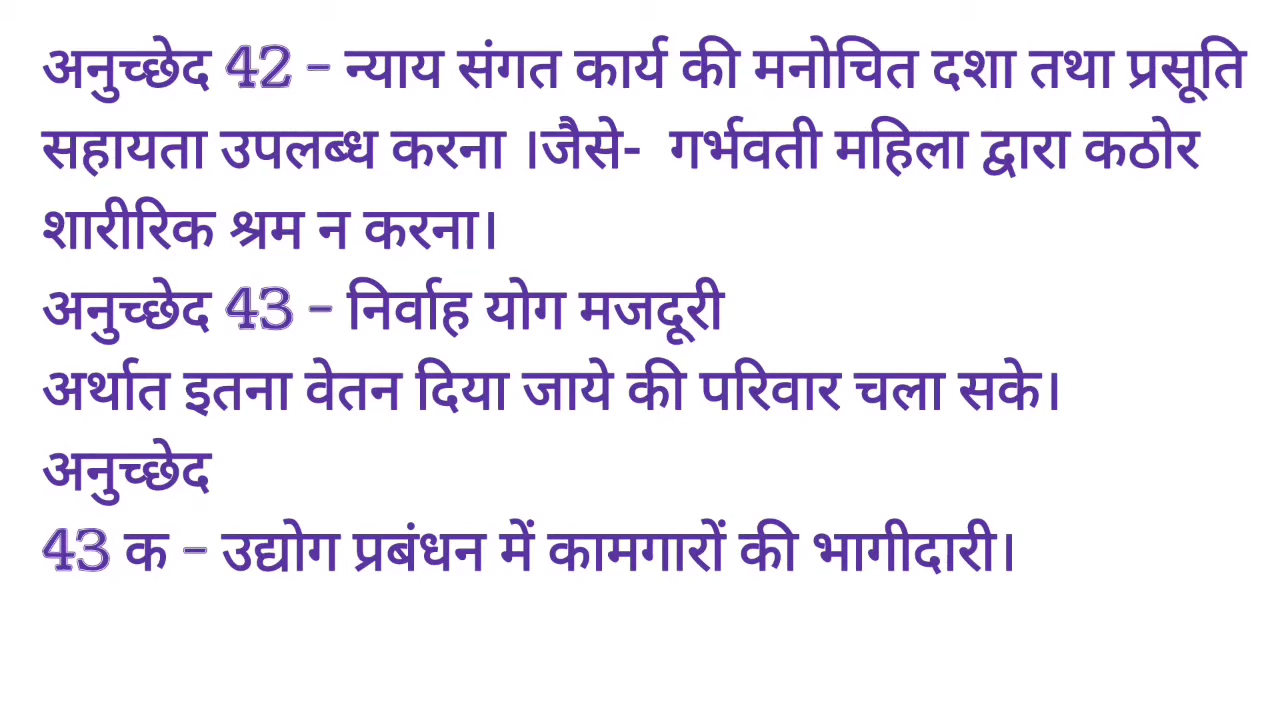 अनुच्छेद 42 - न्याय संगत कार्य की मनोचित दशा तथा प्रसूति
सहायता उपलब्ध करना ।जैसे- गर्भवती महिला द्वारा कठोर
शारीरिक श्रम न करना।
अनुच्छेद 43 - निर्वाह योग मजदूरी
अर्थात इतना वेतन दिया जाये की परिवार चला सके।
अनुच्छेद
43 क - उद्योग प्रबंधन में कामगारों की भागीदारी।